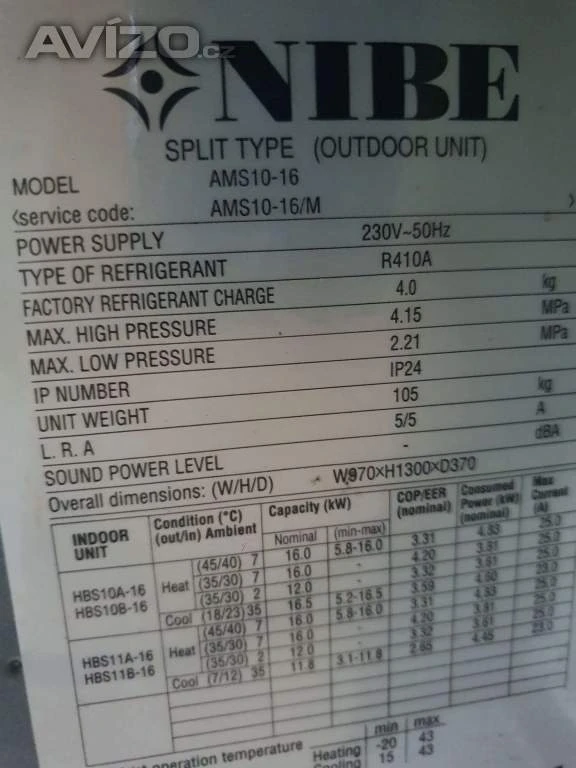 AVÍZO.cz
NIBE
SPLIT TYPE (OUTDOOR UNIT)
MODEL AMS10-16
(service code: AMS10-16/M )
POWER SUPPLY 230V~50Hz
TYPE OF REFRIGERANT R410A
FACTORY REFRIGERANT CHARGE 4.0 kg
MAX. HIGH PRESSURE 4.15 MPa
MAX. LOW PRESSURE 2.21 MPa
IP NUMBER IP24
UNIT WEIGHT 105 kg
L. R. A 5/5 A
SOUND POWER LEVEL - dBA
Overall dimensions: (W/H/D) W970×H1300×D370
INDOOR UNIT Condition (°C) (out/in) Ambient Capacity (kW) COP/EER (nominal) Consumed Power (kW) (nominal) Max Current (A)
Nominal (min-max)
HBS10A-16
HBS10B-16
Heat (45/40) 7 16.0 5.8-16.0 3.31 4.83 25.0
(35/30) 7 16.0 - 4.20 3.81 25.0
(35/30) 2 12.0 - 3.32 3.61 25.0
Cool (18/23) 35 16.5 5.2-16.5 3.59 4.60 23.0
HBS11A-16
HBS11B-16
Heat (45/40) 7 16.0 5.8-16.0 3.31 4.83 25.0
(35/30) 7 16.0 - 4.20 3.81 25.0
(35/30) 2 12.0 - 3.32 3.61 25.0
Cool (7/12) 35 11.8 3.1-11.8 2.65 4.45 23.0
operation temperature min max
Heating -20 43
Cooling 15 43